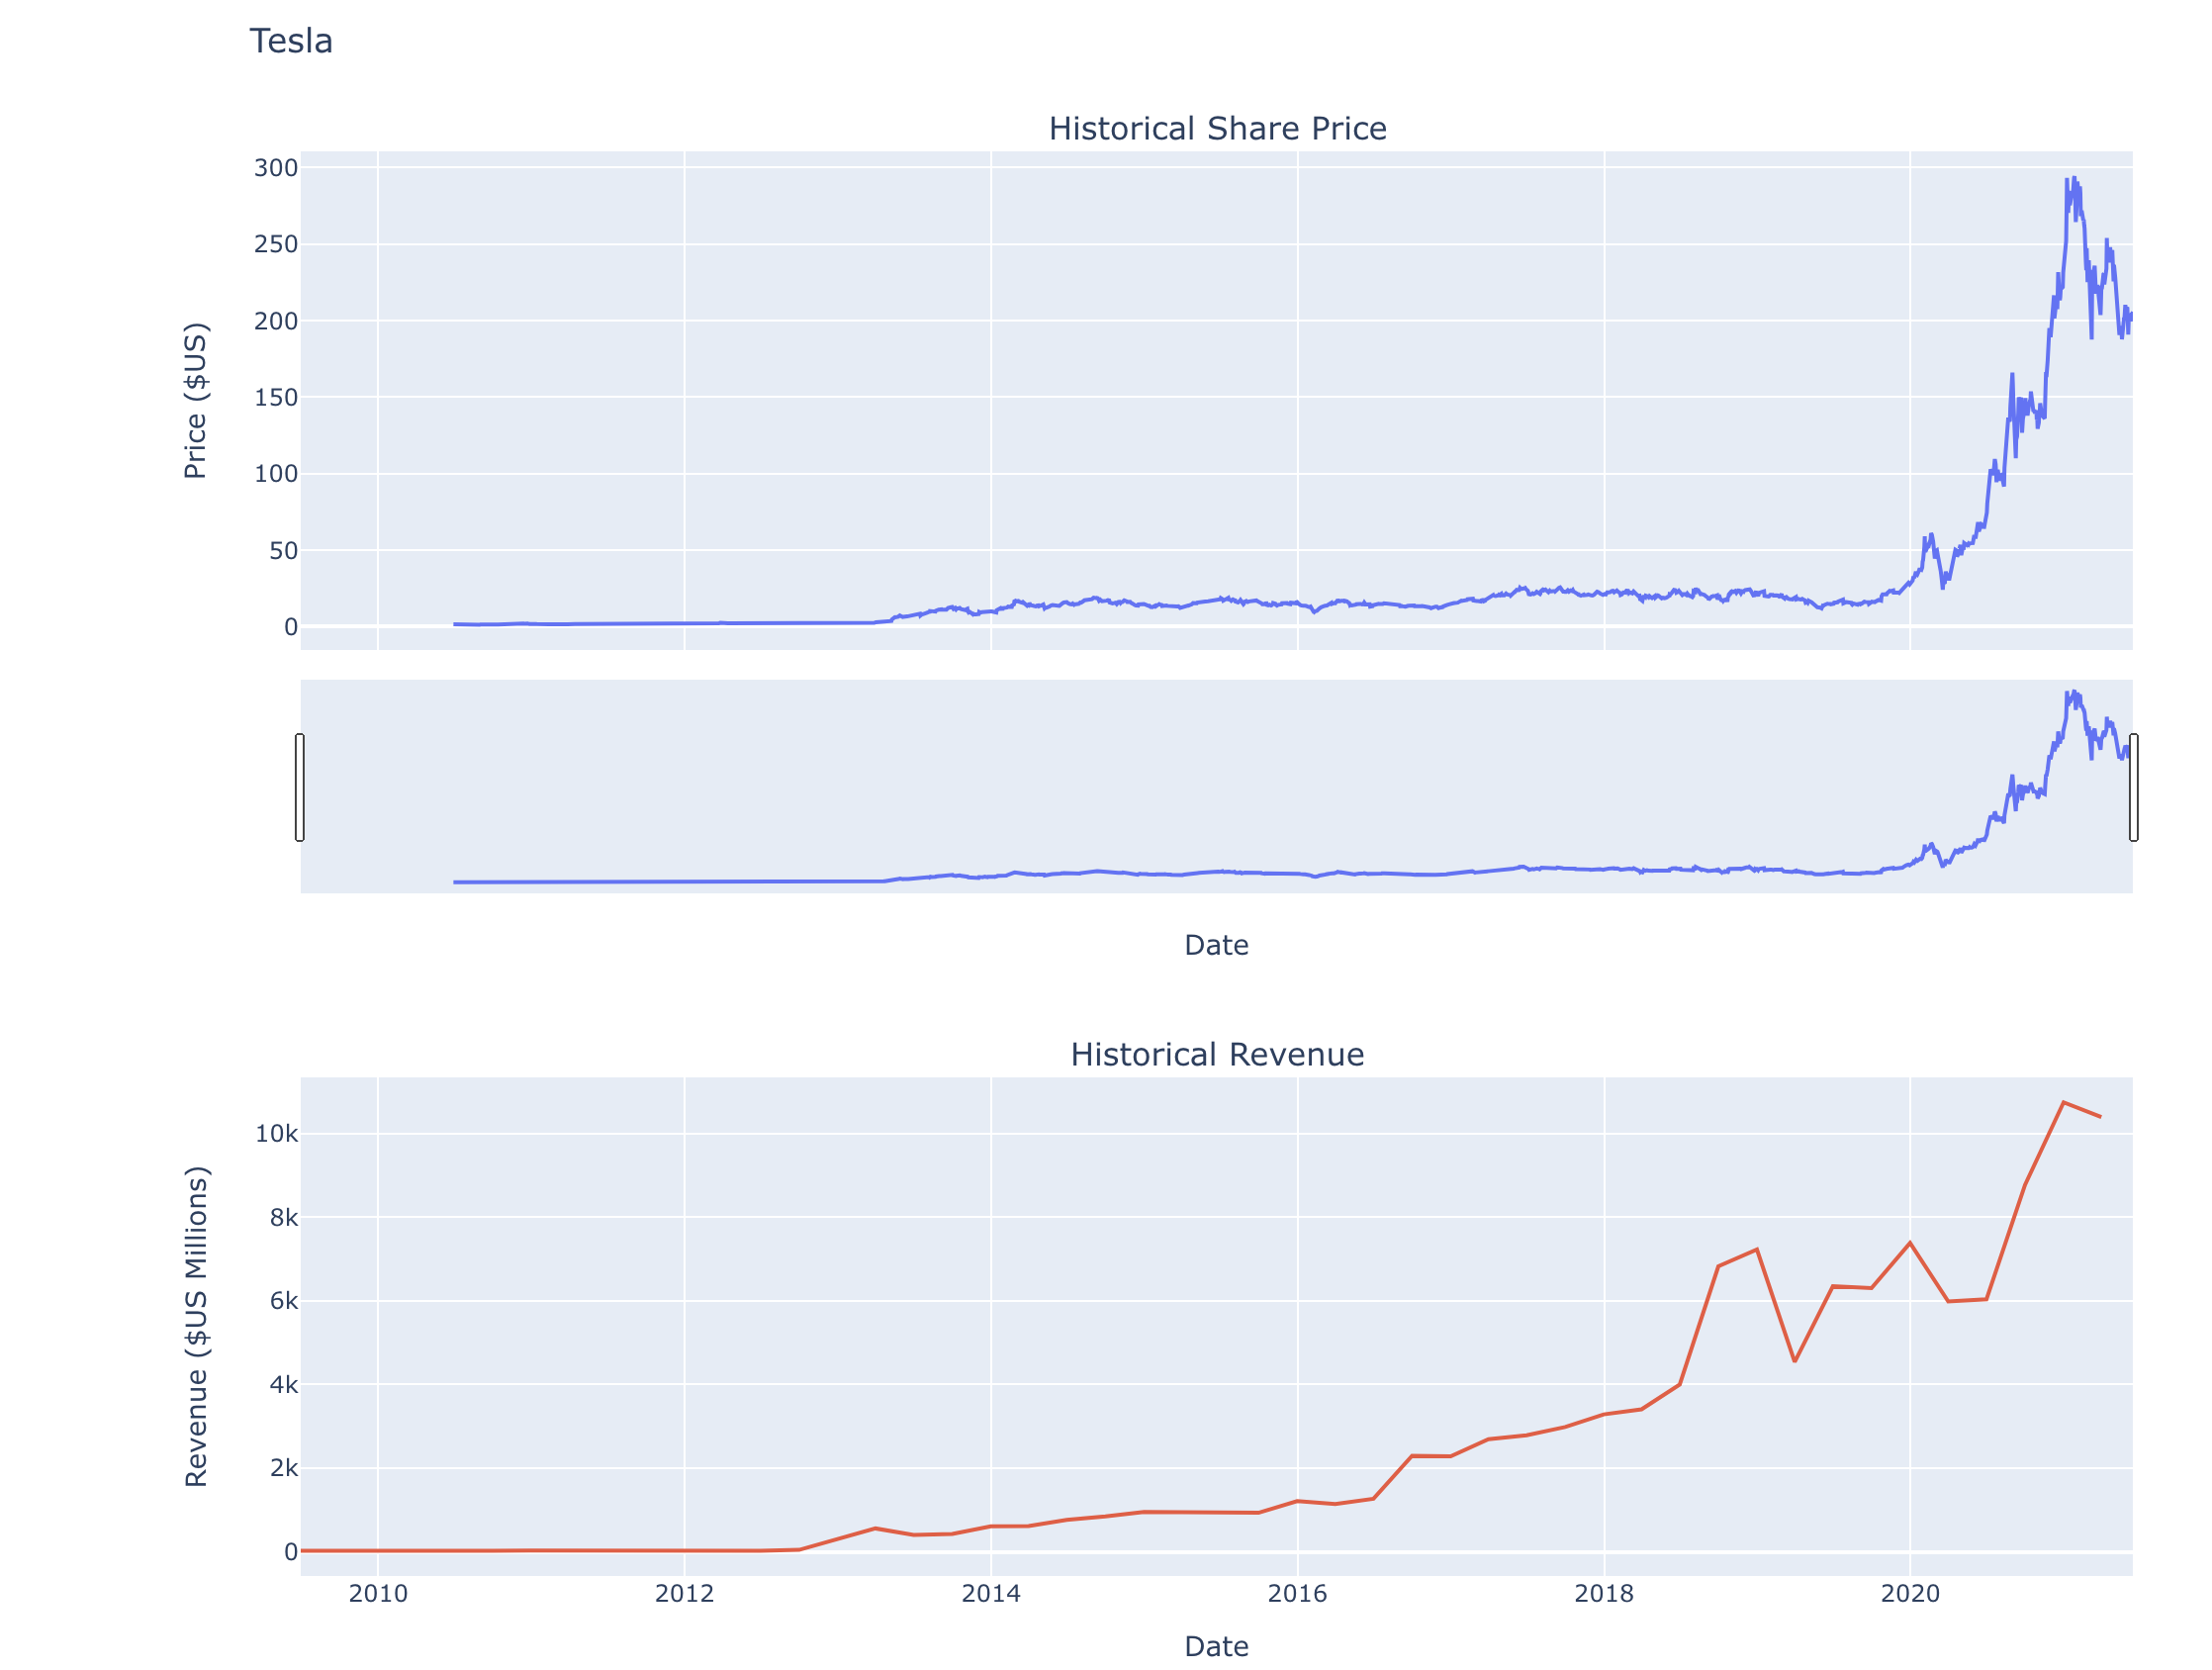 Tesla
Historical Share Price
300
250
200
150
100
50
0
Price ($US)
Date
Historical Revenue
10k
8k
6k
4k
2k
0
Revenue ($US Millions)
2010 2012 2014 2016 2018 2020
Date